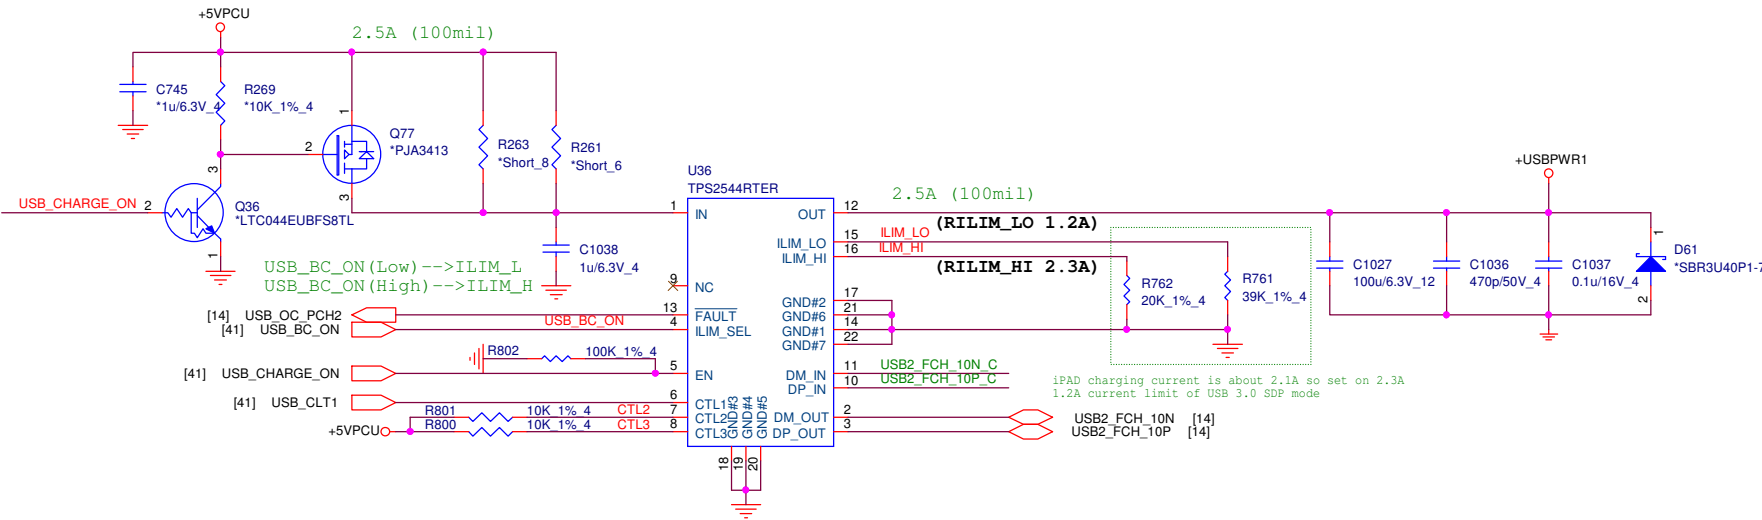 +5VPCU
2.5A (100mil)
C745
*1u/6.3V_4
R269
*10K_1%_4
1
Q77
*PJA3413
2
3
3
R263
*Short_8
R261
*Short_6
USB_CHARGE_ON
2
Q36
*LTC044EUBFS8TL
1
U36
TPS2544RTER
+USBPWR1
2.5A (100mil)
1
IN
OUT
12
(RILIM_LO 1.2A)
ILIM_LO
15
ILIM_LO
ILIM_HI
16
ILIM_HI
(RILIM_HI 2.3A)
C1038
1u/6.3V_4
USB_BC_ON(Low)-->ILIM_L
USB_BC_ON(High)-->ILIM_H
9
NC
R762
20K_1%_4
R761
39K_1%_4
C1027
100u/6.3V_12
C1036
470p/50V_4
C1037
0.1u/16V_4
1
D61
*SBR3U40P1-7
2
GND#2
17
GND#6
21
GND#1
14
GND#7
22
[14] USB_OC_PCH2
13
FAULT
[41] USB_BC_ON
USB_BC_ON
4
ILIM_SEL
R802
100K_1%_4
[41] USB_CHARGE_ON
5
EN
DM_IN
11
USB2_FCH_10N_C
DP_IN
10
USB2_FCH_10P_C
iPAD charging current is about 2.1A so set on 2.3A
1.2A current limit of USB 3.0 SDP mode
[41] USB_CLT1
6
CTL1
R801
10K_1%_4
CTL2
7
CTL2
+5VPCU
R800
10K_1%_4
CTL3
8
CTL3
GND#3
GND#4
GND#5
DM_OUT
2
USB2_FCH_10N [14]
DP_OUT
3
USB2_FCH_10P [14]
18
19
20